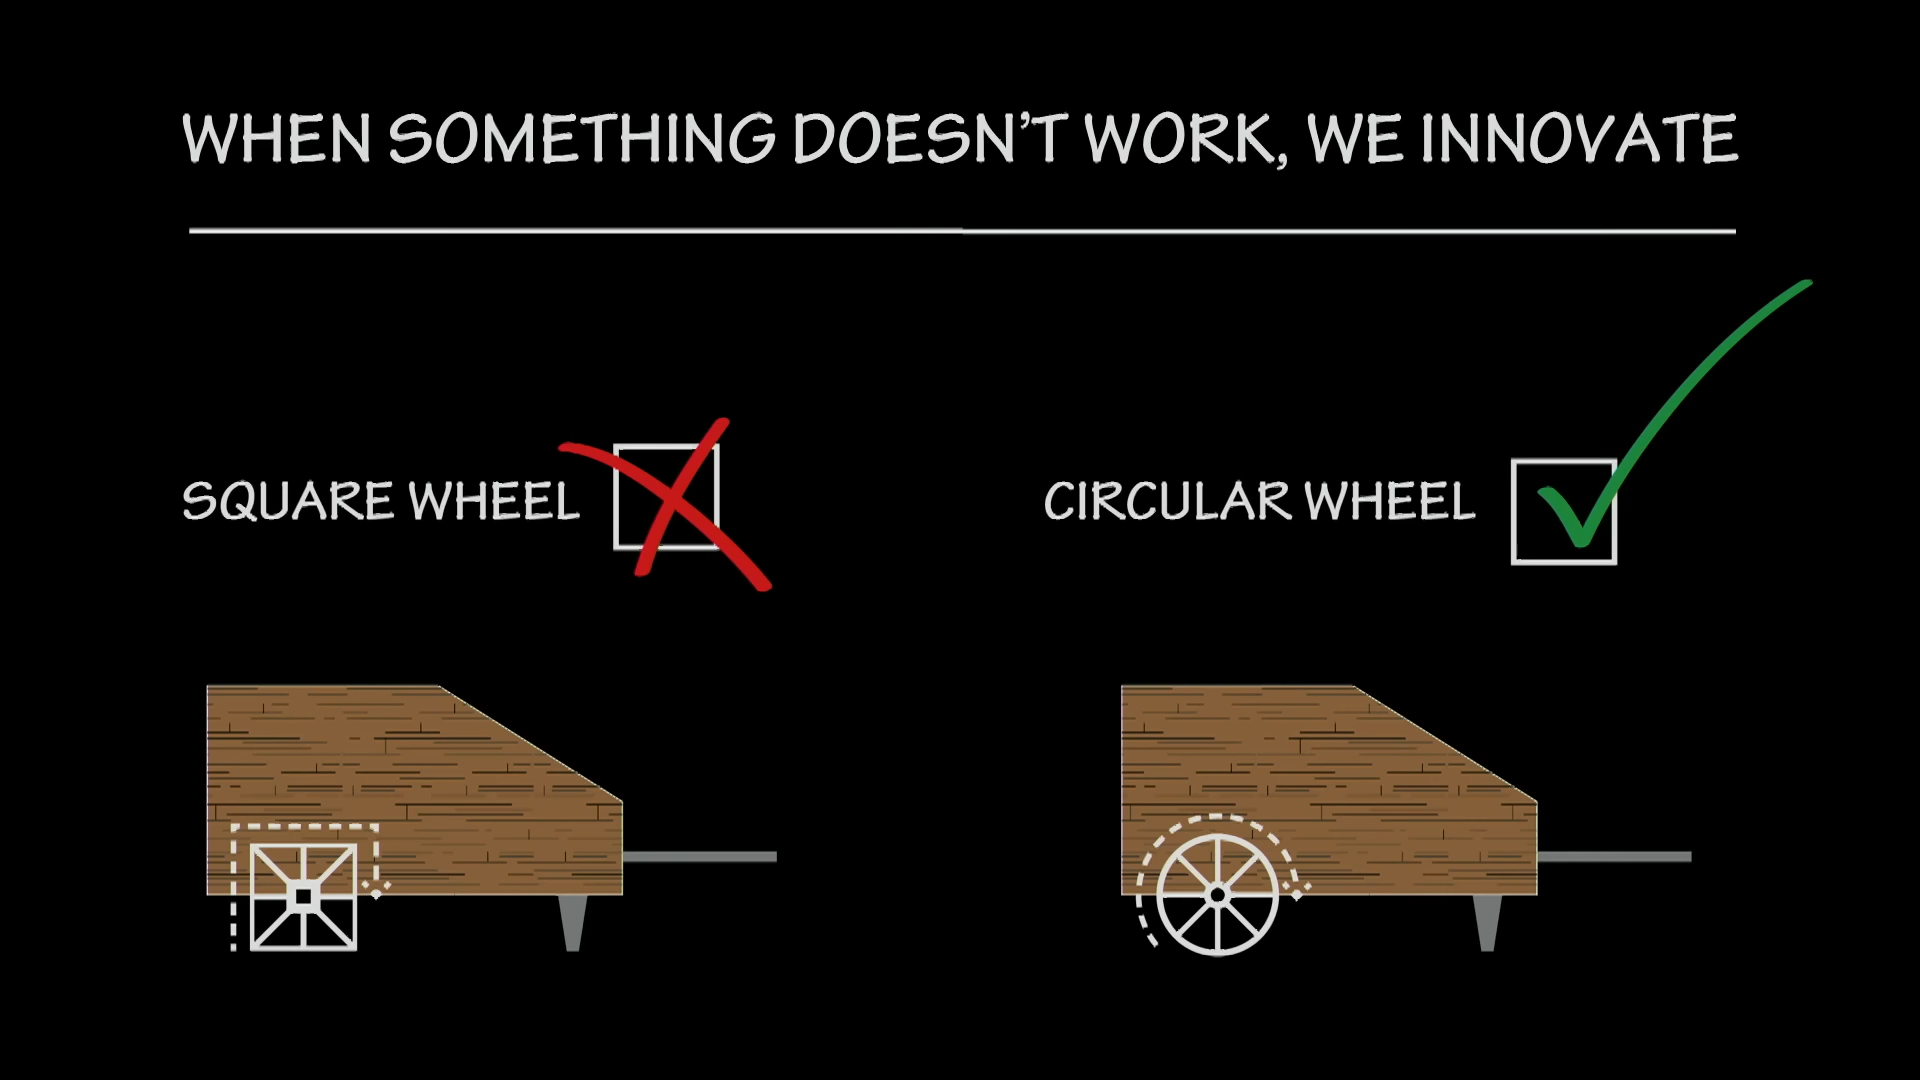 WHEN SOMETHING DOESN’T WORK, WE INNOVATE
SQUARE WHEEL
CIRCULAR WHEEL